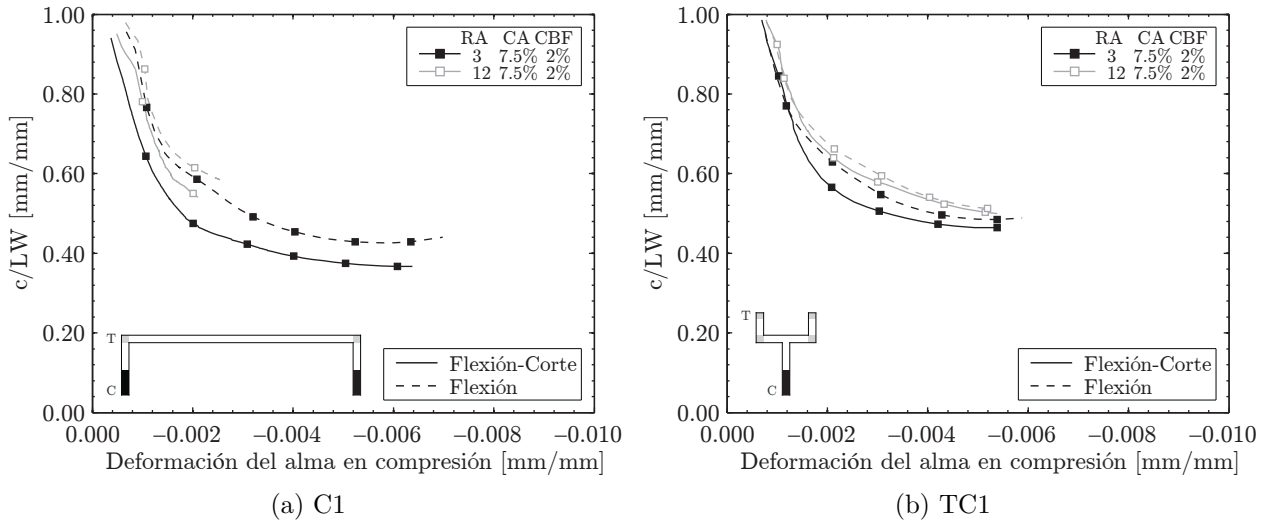 c/LW [mm/mm]
1.00
0.80
0.60
0.40
0.20
0.00
RA CA CBF
3 7.5% 2%
12 7.5% 2%
T
C
Flexión-Corte
Flexión
0.000 −0.002 −0.004 −0.006 −0.008 −0.010
Deformación del alma en compresión [mm/mm]
(a) C1
c/LW [mm/mm]
1.00
0.80
0.60
0.40
0.20
0.00
RA CA CBF
3 7.5% 2%
12 7.5% 2%
T
C
Flexión-Corte
Flexión
0.000 −0.002 −0.004 −0.006 −0.008 −0.010
Deformación del alma en compresión [mm/mm]
(b) TC1